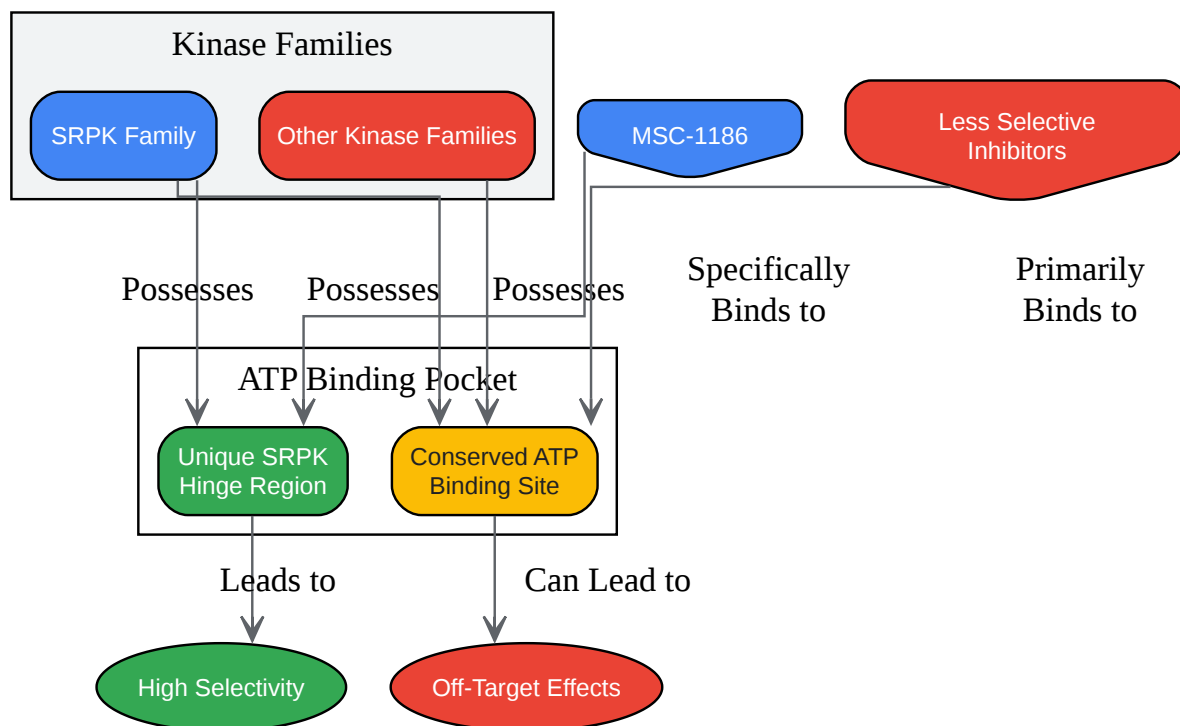 Kinase Families
SRPK Family
Other Kinase Families
MSC-1186
Less Selective
Inhibitors
Possesses
Possesses
Possesses
Specifically
Binds to
Primarily
Binds to
ATP Binding Pocket
Unique SRPK
Hinge Region
Conserved ATP
Binding Site
Leads to
Can Lead to
High Selectivity
Off-Target Effects